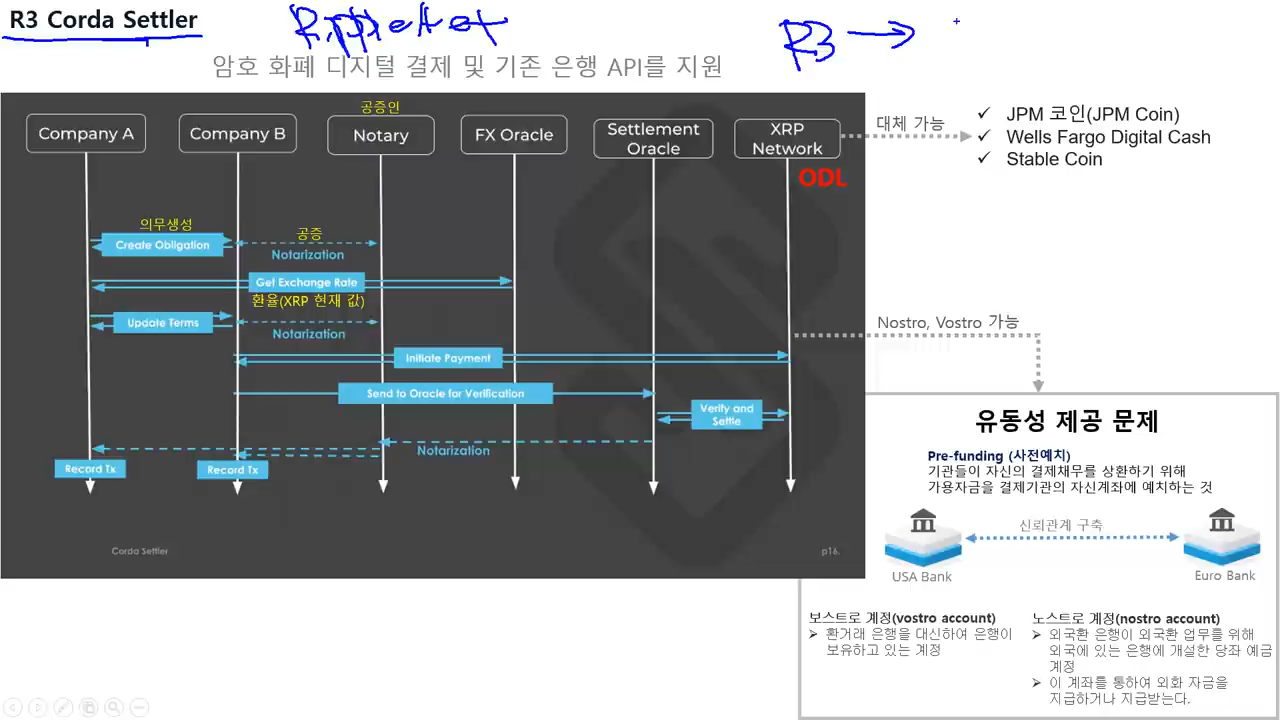 R3 Corda Settler
RippleNet
R3
암호 화폐 디지털 결제 및 기존 은행 API를 지원
공증인
Company A
Company B
Notary
FX Oracle
Settlement
Oracle
XRP
Network
ODL
대체 가능
✓ JPM 코인(JPM Coin)
✓ Wells Fargo Digital Cash
✓ Stable Coin
의무생성
Create Obligation
공증
Notarization
Get Exchange Rate
환율(XRP 현재 값)
Update Terms
Notarization
Initiate Payment
Send to Oracle for Verification
Verify and
Settle
Notarization
Record Tx
Record Tx
Corda Settler
p16.
Nostro, Vostro 가능
유동성 제공 문제
Pre-funding (사전예치)
기관들이 자신의 결제채무를 상환하기 위해
가용자금을 결제기관의 자신계좌에 예치하는 것
신뢰관계 구축
USA Bank
Euro Bank
보스트로 계정(vostro account)
➢ 환거래 은행을 대신하여 은행이
보유하고 있는 계정
노스트로 계정(nostro account)
➢ 외국환 은행이 외국환 업무를 위해
외국에 있는 은행에 개설한 당좌 예금
계정
➢ 이 계좌를 통하여 외화 자금을
지급하거나 지급받는다.